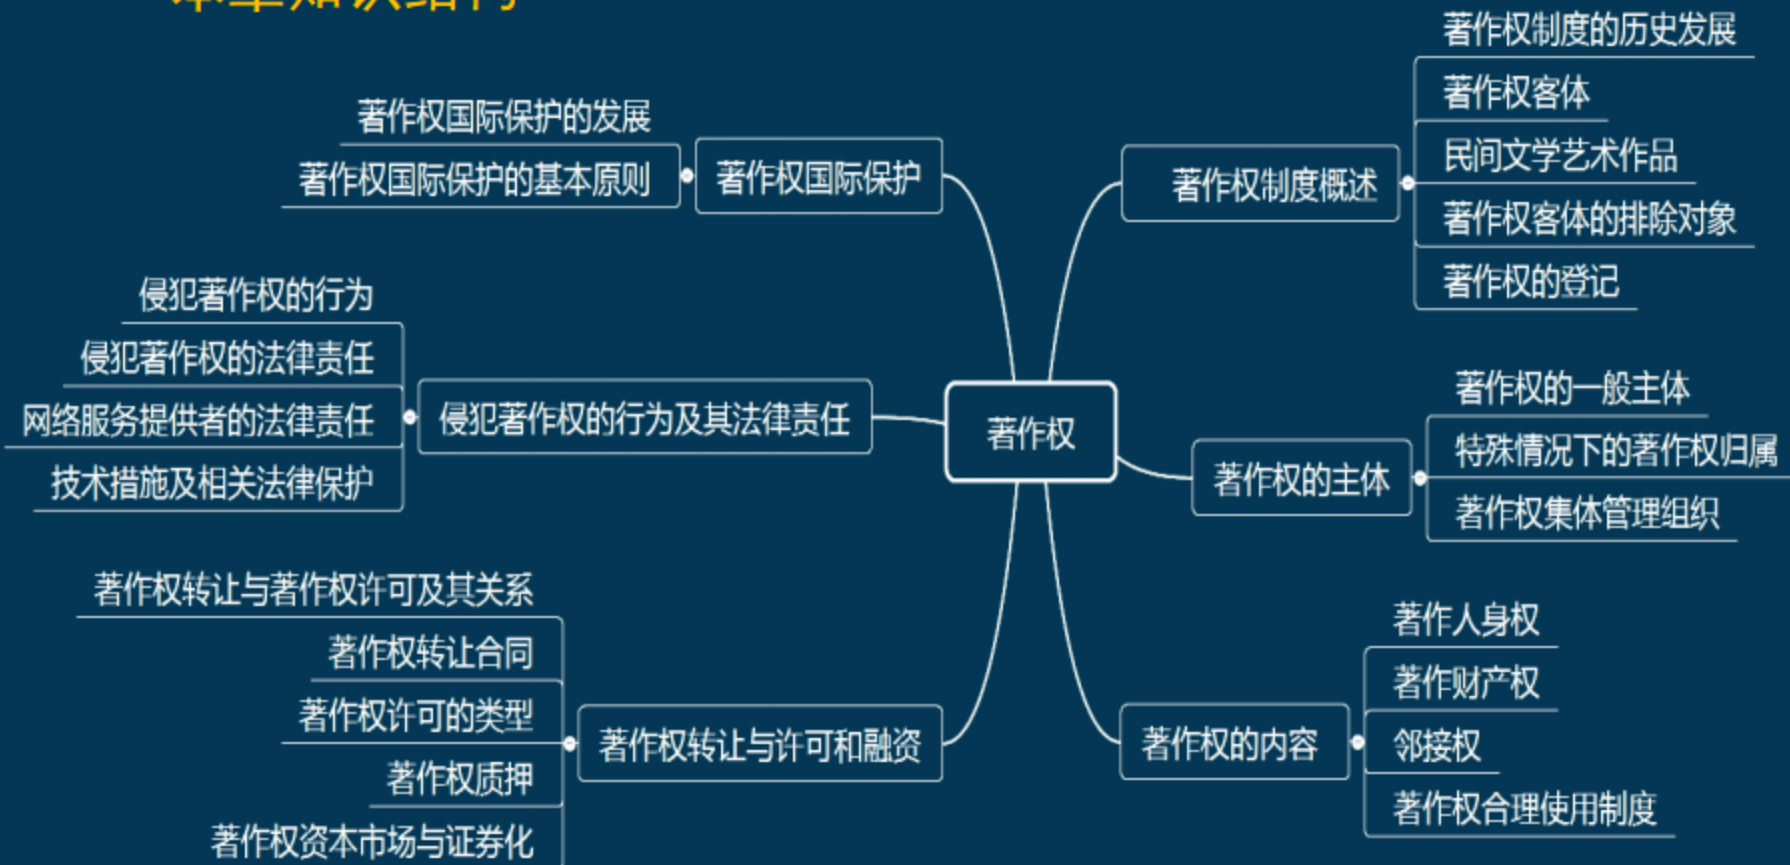 本章知识结构
著作权国际保护的发展
著作权国际保护的基本原则
著作权国际保护
侵犯著作权的行为
侵犯著作权的法律责任
网络服务提供者的法律责任
技术措施及相关法律保护
侵犯著作权的行为及其法律责任
著作权转让与著作权许可及其关系
著作权转让合同
著作权许可的类型
著作权质押
著作权资本市场与证券化
著作权转让与许可和融资
著作权
著作权制度概述
著作权制度的历史发展
著作权客体
民间文学艺术作品
著作权客体的排除对象
著作权的登记
著作权的主体
著作权的一般主体
特殊情况下的著作权归属
著作权集体管理组织
著作权的内容
著作人身权
著作财产权
邻接权
著作权合理使用制度